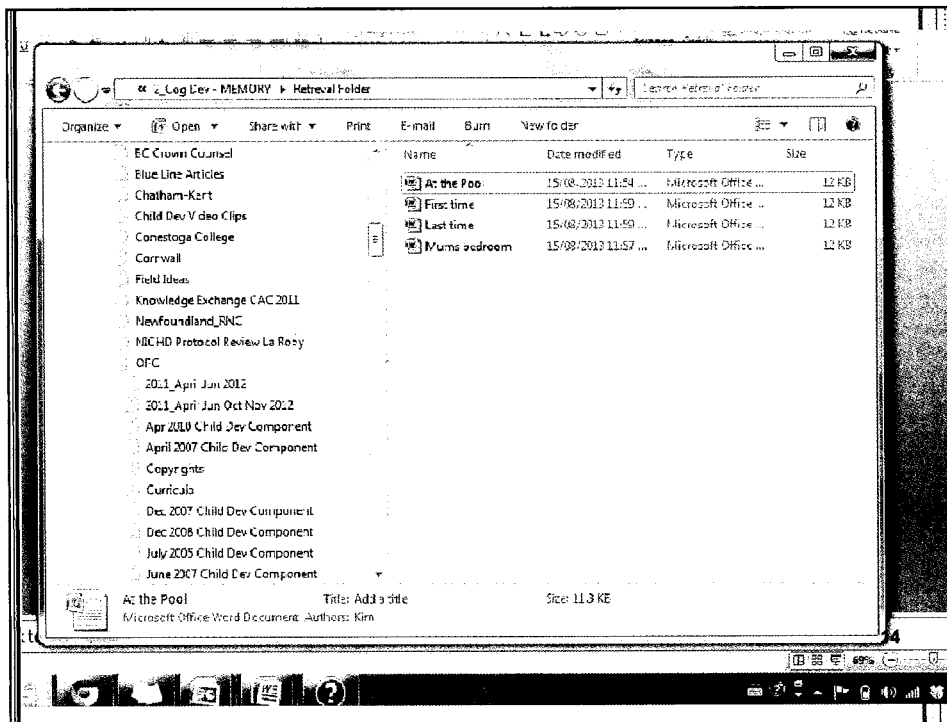 MEMORY ▸ Retreval Folder
Organize ▾ Open ▾ Share with ▾ Print E-mail Burn New folder
BC Crown Counsel
Blue Line Articles
Chatham-Kent
Child Dev Video Clips
Conestoga College
Cornwall
Field Ideas
Knowledge Exchange CAC 2011
Newfoundland_RNC
NICHD Protocol Review La Rooy
OPC
2011_April Jun 2012
2011_April Jun Oct Nov 2012
Apr 2010 Child Dev Component
April 2007 Child Dev Component
Copyrights
Curricula
Dec 2007 Child Dev Component
Dec 2008 Child Dev Component
July 2005 Child Dev Component
June 2007 Child Dev Component
Name Date modified Type Size
At the Pool 15/08/2013 11:54 ... Microsoft Office ... 12 KB
First time 15/08/2013 11:59 ... Microsoft Office ... 12 KB
Last time 15/08/2013 11:59 ... Microsoft Office ... 12 KB
Mums bedroom 15/08/2013 11:57 ... Microsoft Office ... 12 KB
At the Pool Title: Add a title Size: 11.3 KB
Microsoft Office Word Document Authors: Kim
69%